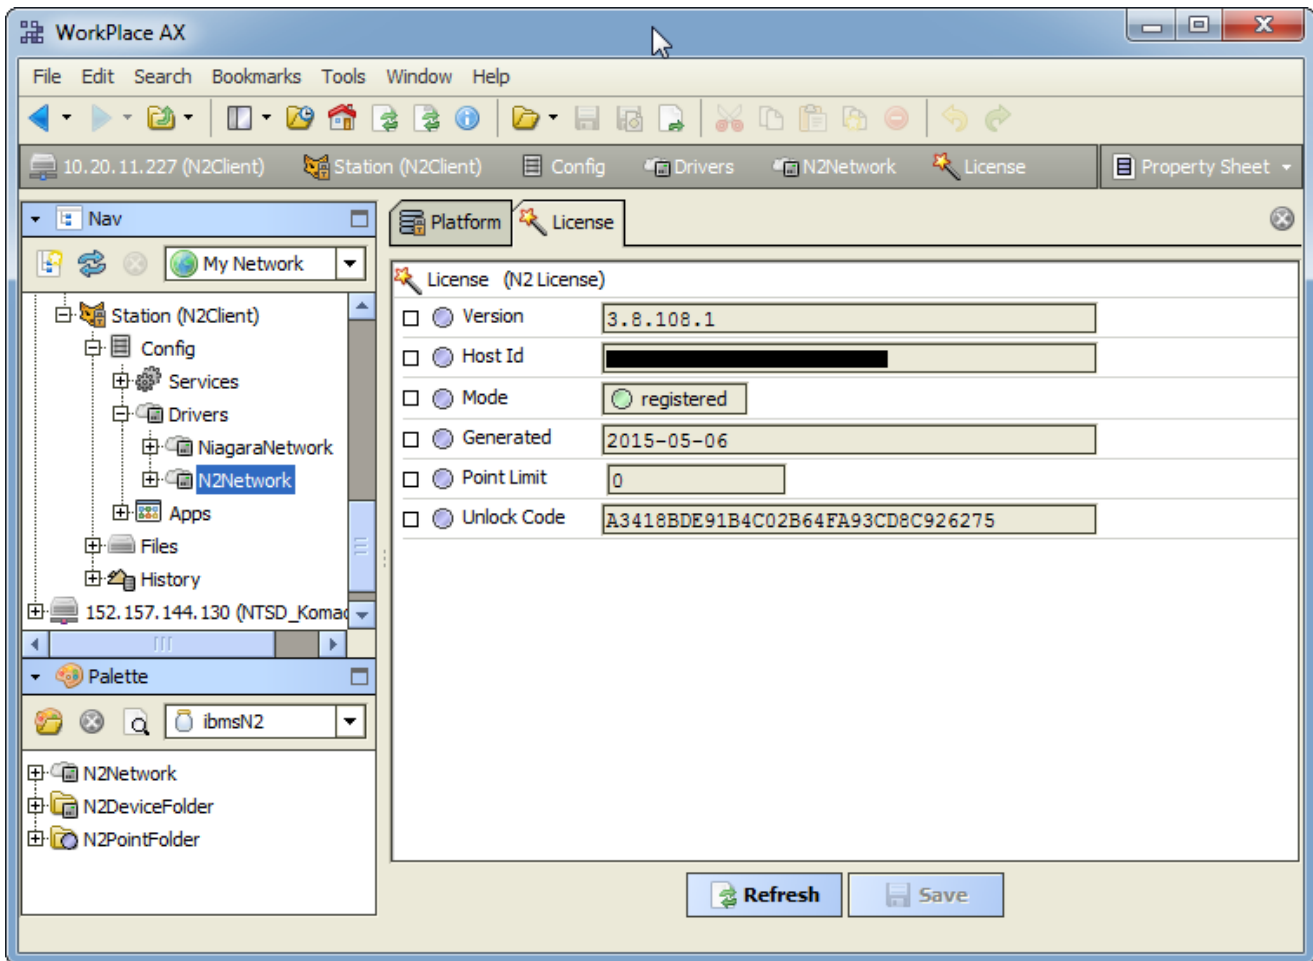 WorkPlace AX
File Edit Search Bookmarks Tools Window Help
10.20.11.227 (N2Client) Station (N2Client) Config Drivers N2Network License Property Sheet
Nav
My Network
Station (N2Client)
Config
Services
Drivers
NiagaraNetwork
N2Network
Apps
Files
History
152.157.144.130 (NTSD_Komac
Palette
ibmsN2
N2Network
N2DeviceFolder
N2PointFolder
Platform License
License (N2 License)
Version 3.8.108.1
Host Id
Mode registered
Generated 2015-05-06
Point Limit 0
Unlock Code A3418BDE91B4C02B64FA93CD8C926275
Refresh Save